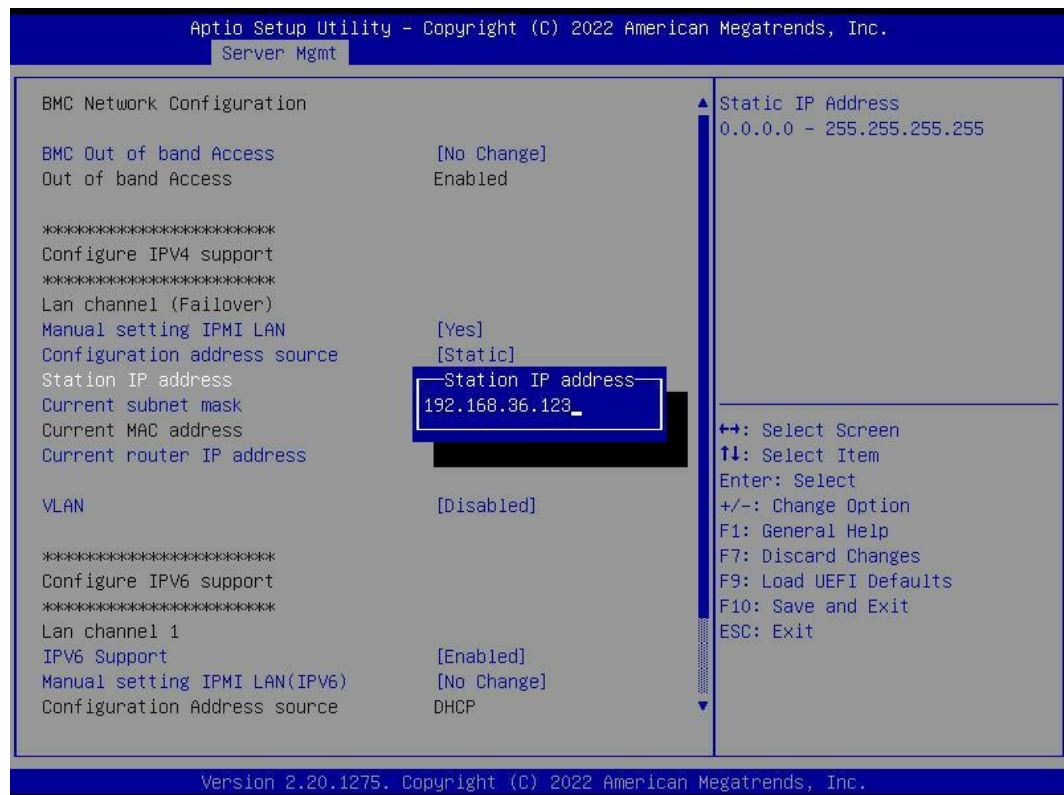 Aptio Setup Utility – Copyright (C) 2022 American Megatrends, Inc.
Server Mgmt
BMC Network Configuration
BMC Out of band Access [No Change]
Out of band Access Enabled
**********************
Configure IPV4 support
**********************
Lan channel (Failover)
Manual setting IPMI LAN [Yes]
Configuration address source [Static]
Station IP address
Current subnet mask
Current MAC address
Current router IP address
VLAN [Disabled]
**********************
Configure IPV6 support
**********************
Lan channel 1
IPV6 Support [Enabled]
Manual setting IPMI LAN(IPV6) [No Change]
Configuration Address source DHCP
Station IP address
192.168.36.123_
Static IP Address
0.0.0.0 – 255.255.255.255
↔: Select Screen
↑↓: Select Item
Enter: Select
+/-: Change Option
F1: General Help
F7: Discard Changes
F9: Load UEFI Defaults
F10: Save and Exit
ESC: Exit
Version 2.20.1275. Copyright (C) 2022 American Megatrends, Inc.